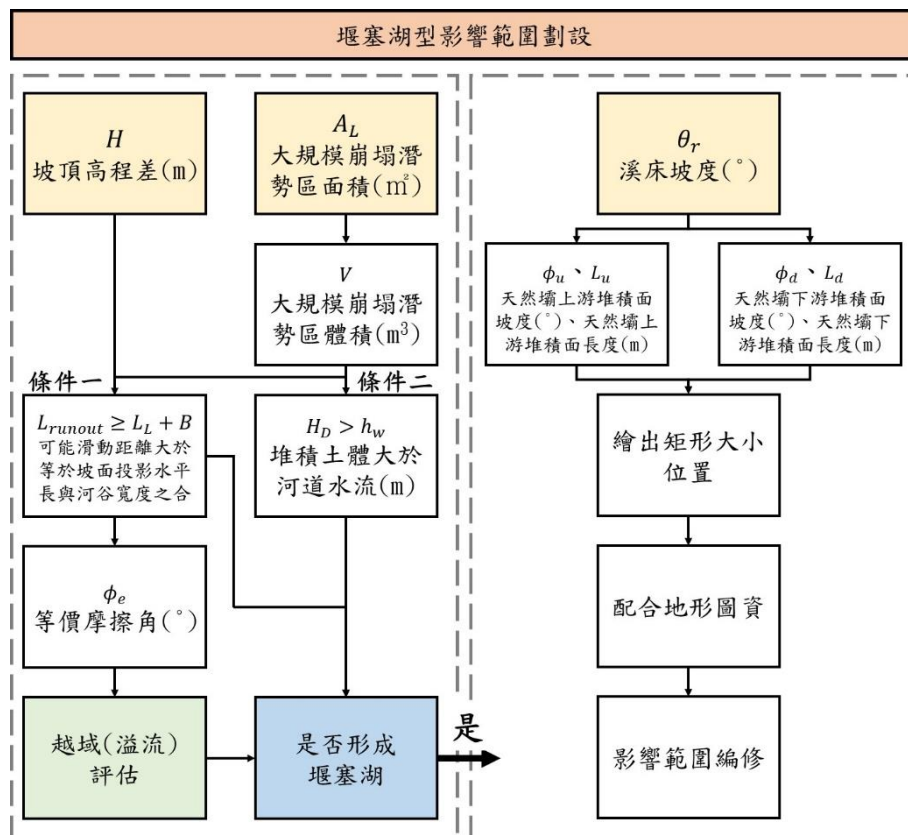 堰塞湖型影響範圍劃設
H
坡頂高程差(m)
A_L
大規模崩塌潛
勢區面積(㎡)
V
大規模崩塌潛
勢區體積(m³)
條件一
條件二
L_{runout} ≥ L_L + B
可能滑動距離大於
等於坡面投影水平
長與河谷寬度之合
H_D > h_w
堆積土體大於
河道水流(m)
ϕ_e
等價摩擦角(°)
越域(溢流)
評估
是否形成
堰塞湖
是
θ_r
溪床坡度(°)
ϕ_u、L_u
天然壩上游堆積面
坡度(°)、天然壩上
游堆積面長度(m)
ϕ_d、L_d
天然壩下游堆積面
坡度(°)、天然壩下
游堆積面長度(m)
繪出矩形大小
位置
配合地形圖資
影響範圍編修